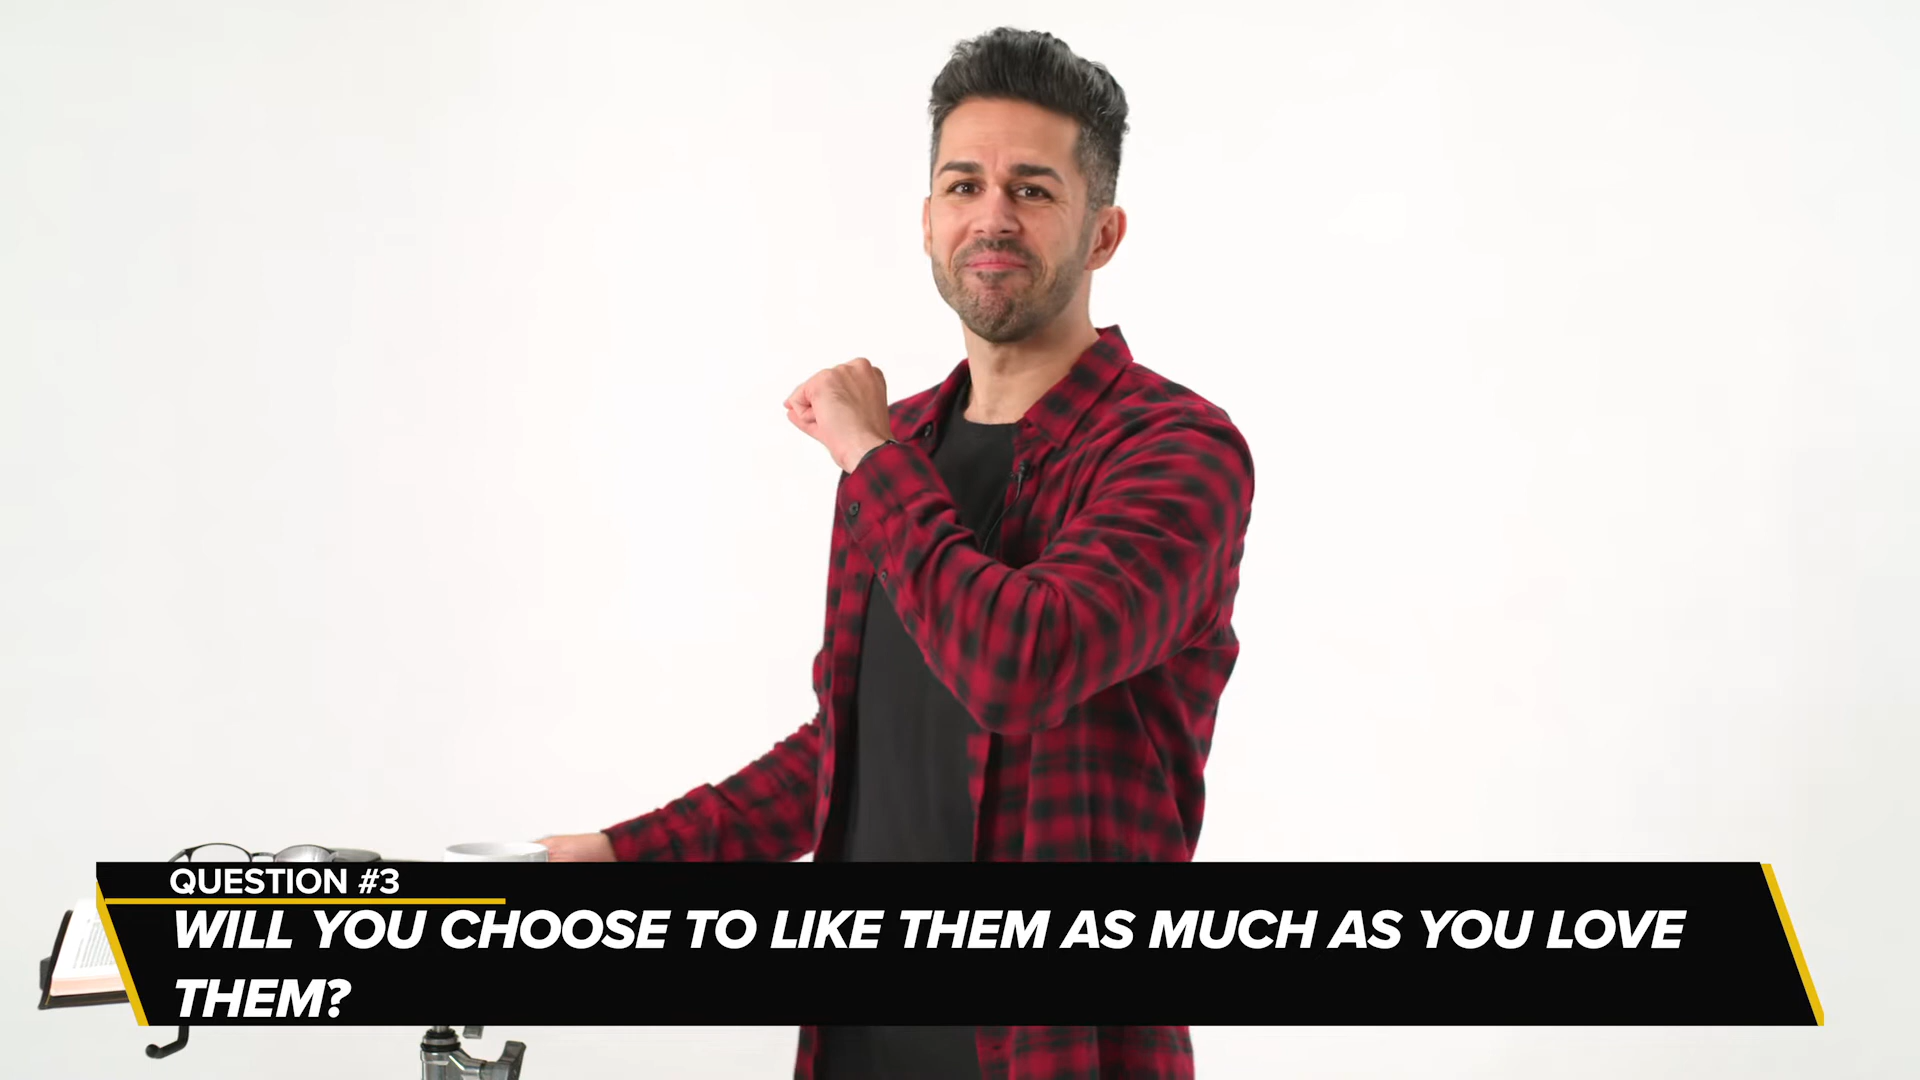 QUESTION #3
WILL YOU CHOOSE TO LIKE THEM AS MUCH AS YOU LOVE
THEM?